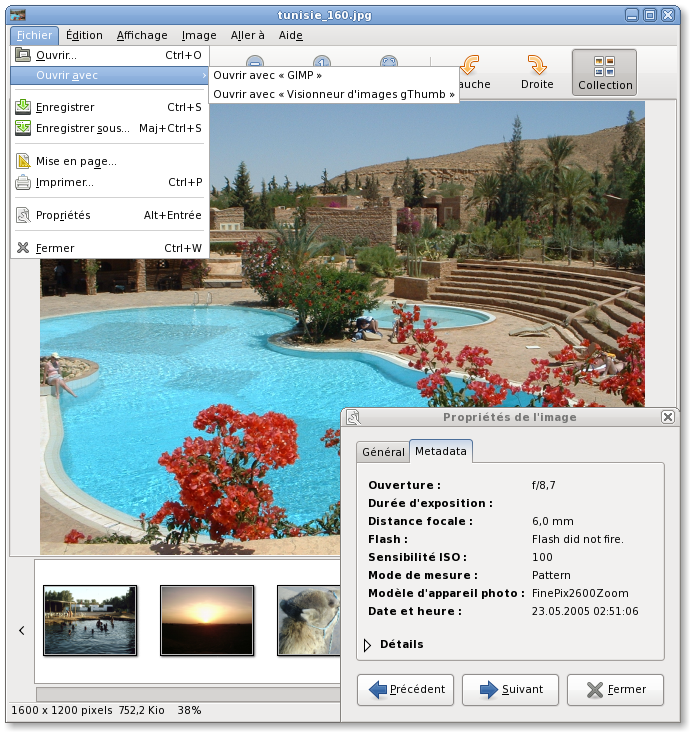 tunisie_160.jpg
Fichier Édition Affichage Image Aller à Aide
Ouvrir... Ctrl+O
Ouvrir avec
Ouvrir avec « GIMP »
Ouvrir avec « Visionneur d'images gThumb »
Enregistrer Ctrl+S
Enregistrer sous... Maj+Ctrl+S
Mise en page...
Imprimer... Ctrl+P
Propriétés Alt+Entrée
Fermer Ctrl+W
Droite
Collection
Propriétés de l'image
Général Metadata
Ouverture : f/8,7
Durée d'exposition :
Distance focale : 6,0 mm
Flash : Flash did not fire.
Sensibilité ISO : 100
Mode de mesure : Pattern
Modèle d'appareil photo : FinePix2600Zoom
Date et heure : 23.05.2005 02:51:06
Détails
Précédent Suivant Fermer
1600 x 1200 pixels 752,2 Kio 38%